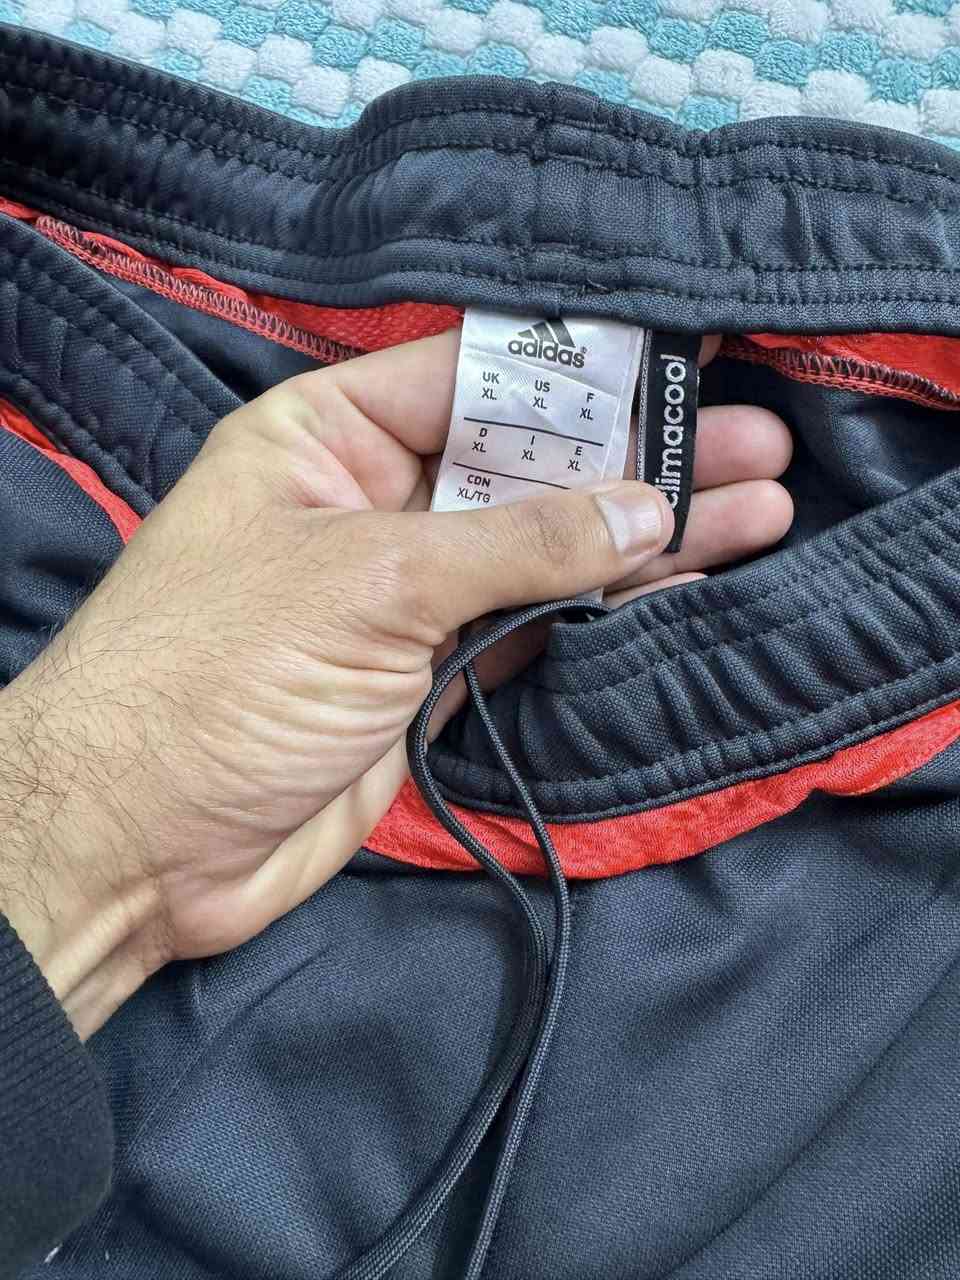 adidas®
UK US F
XL XL XL
D I E
XL XL XL
CDN
XL/TG
climacool